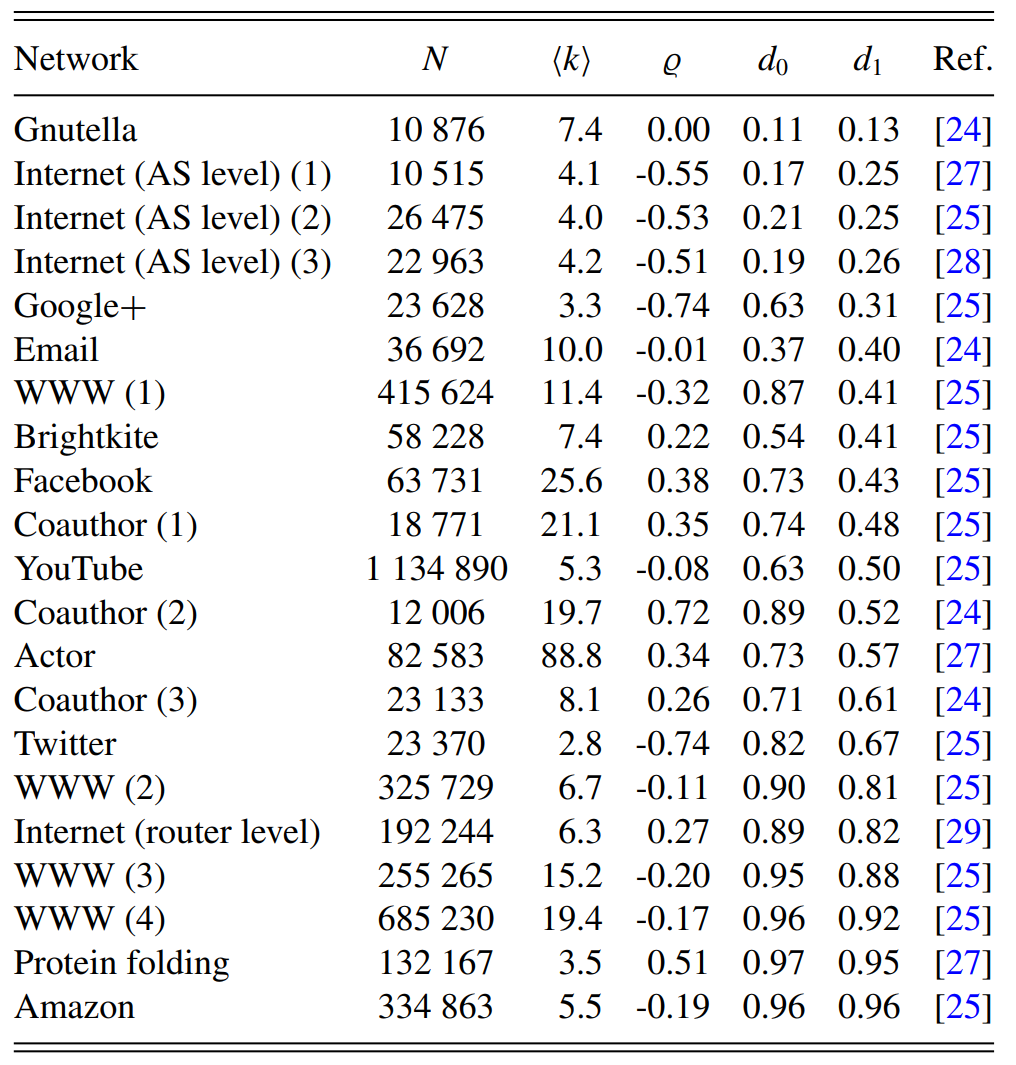 Network N ⟨k⟩ ϱ d₀ d₁ Ref.
Gnutella 10 876 7.4 0.00 0.11 0.13 [24]
Internet (AS level) (1) 10 515 4.1 -0.55 0.17 0.25 [27]
Internet (AS level) (2) 26 475 4.0 -0.53 0.21 0.25 [25]
Internet (AS level) (3) 22 963 4.2 -0.51 0.19 0.26 [28]
Google+ 23 628 3.3 -0.74 0.63 0.31 [25]
Email 36 692 10.0 -0.01 0.37 0.40 [24]
WWW (1) 415 624 11.4 -0.32 0.87 0.41 [25]
Brightkite 58 228 7.4 0.22 0.54 0.41 [25]
Facebook 63 731 25.6 0.38 0.73 0.43 [25]
Coauthor (1) 18 771 21.1 0.35 0.74 0.48 [25]
YouTube 1 134 890 5.3 -0.08 0.63 0.50 [25]
Coauthor (2) 12 006 19.7 0.72 0.89 0.52 [24]
Actor 82 583 88.8 0.34 0.73 0.57 [27]
Coauthor (3) 23 133 8.1 0.26 0.71 0.61 [24]
Twitter 23 370 2.8 -0.74 0.82 0.67 [25]
WWW (2) 325 729 6.7 -0.11 0.90 0.81 [25]
Internet (router level) 192 244 6.3 0.27 0.89 0.82 [29]
WWW (3) 255 265 15.2 -0.20 0.95 0.88 [25]
WWW (4) 685 230 19.4 -0.17 0.96 0.92 [25]
Protein folding 132 167 3.5 0.51 0.97 0.95 [27]
Amazon 334 863 5.5 -0.19 0.96 0.96 [25]